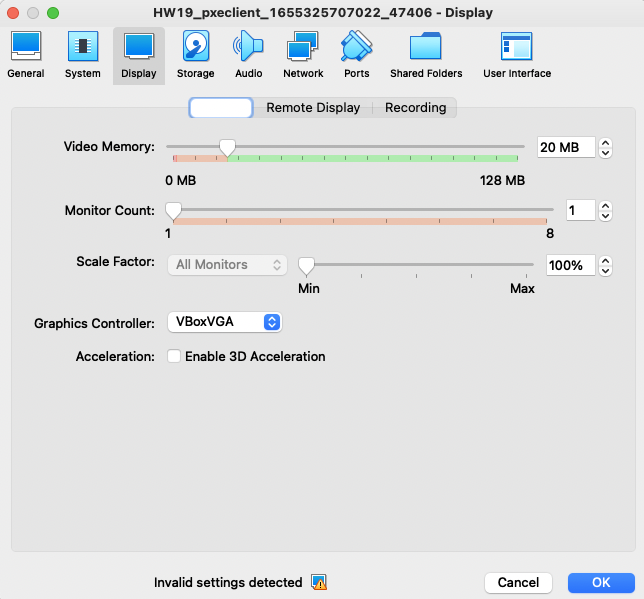 HW19_pxeclient_1655325707022_47406 - Display
General System Display Storage Audio Network Ports Shared Folders User Interface
Remote Display Recording
Video Memory: 20 MB
0 MB 128 MB
Monitor Count: 1
1 8
Scale Factor: All Monitors 100%
Min Max
Graphics Controller: VBoxVGA
Acceleration: Enable 3D Acceleration
Invalid settings detected Cancel OK